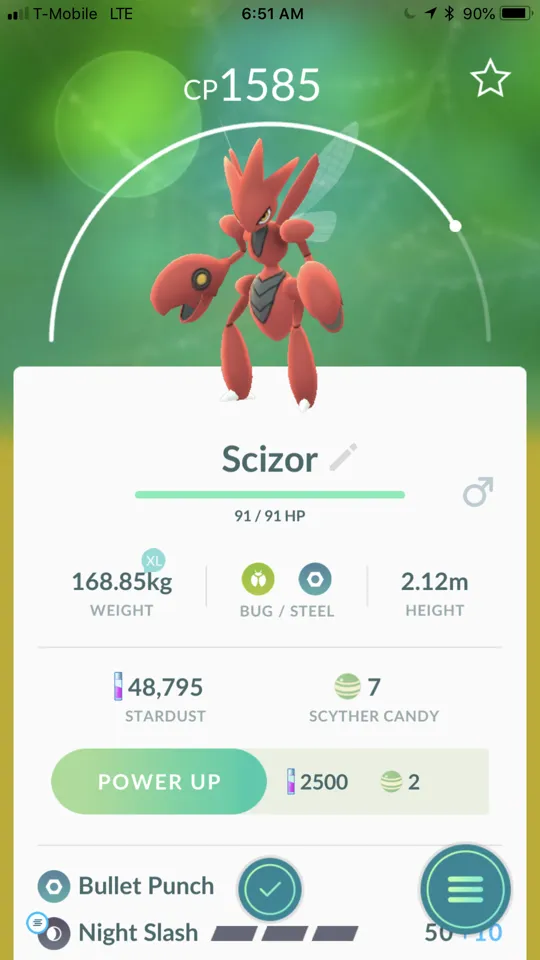 T-Mobile LTE 6:51 AM 90%
CP1585
Scizor
91 / 91 HP
XL
168.85kg 2.12m
WEIGHT BUG / STEEL HEIGHT
48,795 7
STARDUST SCYTHER CANDY
POWER UP 2500 2
Bullet Punch
Night Slash 50 +10